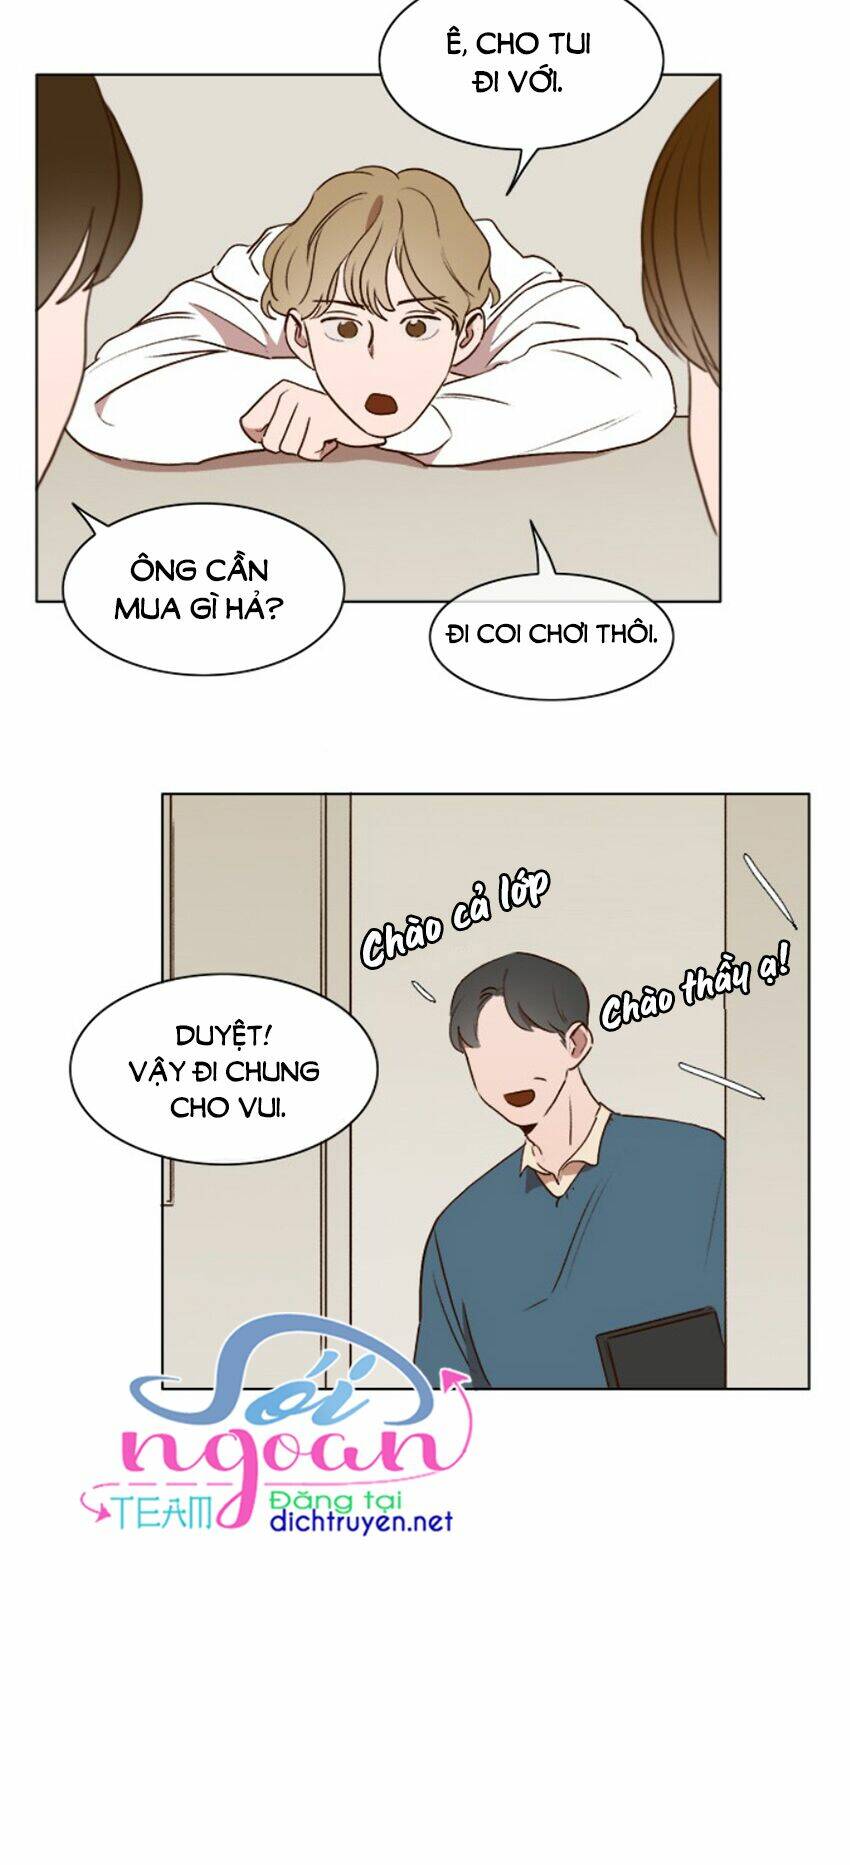 Ê, CHO TUI
ĐI VỚI.
ÔNG CẦN
MUA GÌ HẢ?
ĐI COI CHƠI THÔI.
Chào cả lớp
Chào thầy ạ!
DUYỆT!
VẬY ĐI CHUNG
CHO VUI.
Sói
ngoan
TEAM
Đăng tại
dichtruyen.net